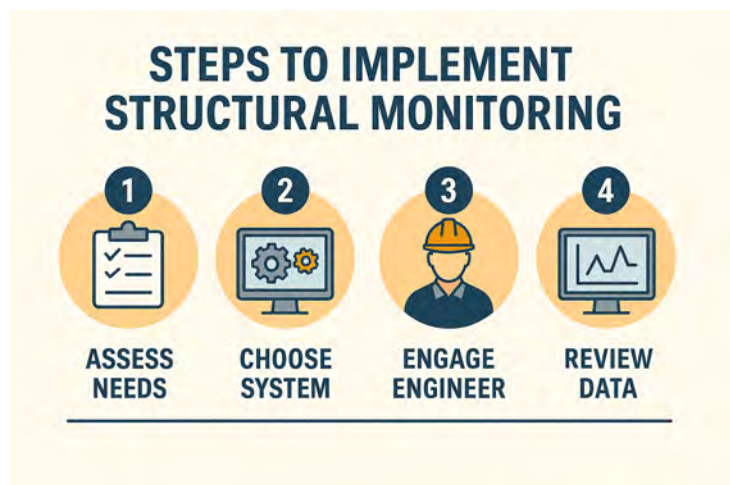 STEPS TO IMPLEMENT
STRUCTURAL MONITORING
1
2
3
4
ASSESS
NEEDS
CHOOSE
SYSTEM
ENGAGE
ENGINEER
REVIEW
DATA